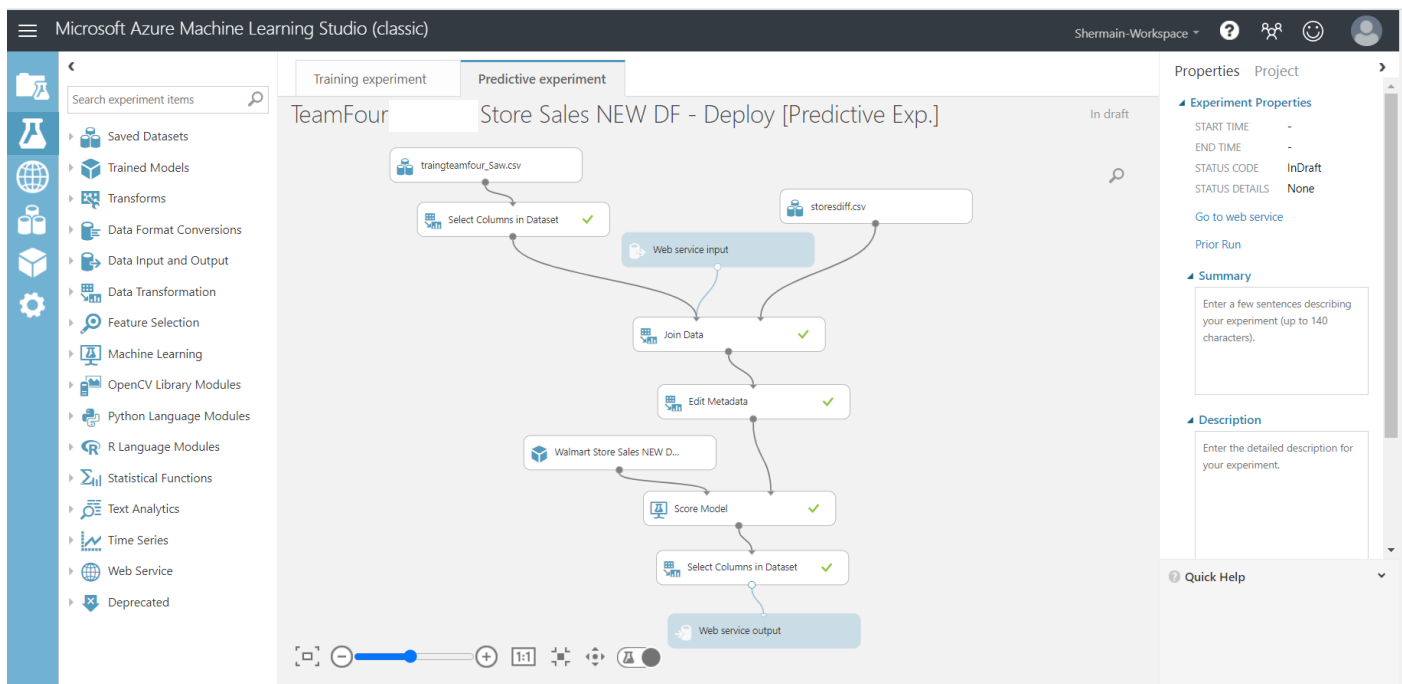 Microsoft Azure Machine Learning Studio (classic)
Shermain-Workspace
?
Search experiment items
Saved Datasets
Trained Models
Transforms
Data Format Conversions
Data Input and Output
Data Transformation
Feature Selection
Machine Learning
OpenCV Library Modules
Python Language Modules
R Language Modules
Statistical Functions
Text Analytics
Time Series
Web Service
Deprecated
Training experiment
Predictive experiment
TeamFour Store Sales NEW DF - Deploy [Predictive Exp.]
In draft
traingteamfour_Saw.csv
Select Columns in Dataset
storesdiff.csv
Web service input
Join Data
Edit Metadata
Walmart Store Sales NEW D...
Score Model
Select Columns in Dataset
Web service output
1:1
Properties Project
Experiment Properties
START TIME -
END TIME -
STATUS CODE InDraft
STATUS DETAILS None
Go to web service
Prior Run
Summary
Enter a few sentences describing
your experiment (up to 140
characters).
Description
Enter the detailed description for
your experiment.
? Quick Help